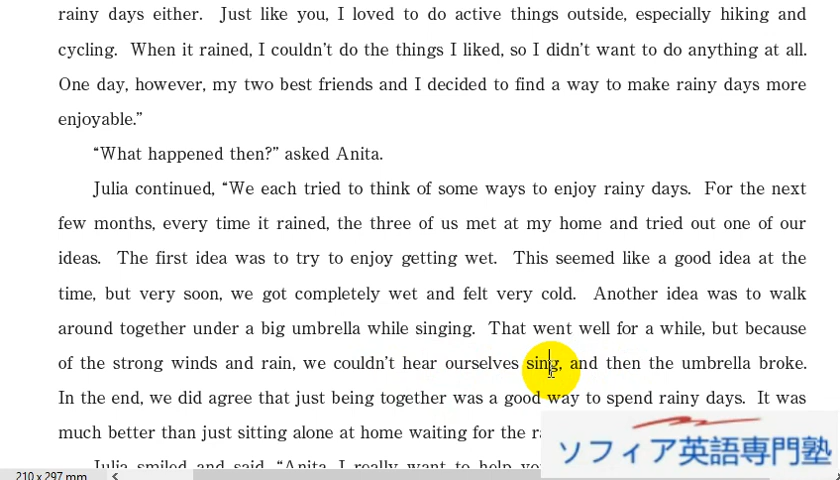 rainy days either. Just like you, I loved to do active things outside, especially hiking and
cycling. When it rained, I couldn't do the things I liked, so I didn't want to do anything at all.
One day, however, my two best friends and I decided to find a way to make rainy days more
enjoyable."
"What happened then?" asked Anita.
Julia continued, "We each tried to think of some ways to enjoy rainy days. For the next
few months, every time it rained, the three of us met at my home and tried out one of our
ideas. The first idea was to try to enjoy getting wet. This seemed like a good idea at the
time, but very soon, we got completely wet and felt very cold. Another idea was to walk
around together under a big umbrella while singing. That went well for a while, but because
of the strong winds and rain, we couldn't hear ourselves sing, and then the umbrella broke.
In the end, we did agree that just being together was a good way to spend rainy days. It was
much better than just sitting alone at home waiting for the
Julia smiled and said, "Anita, I really want to help
ソフィア英語専門塾
210 x 297 mm